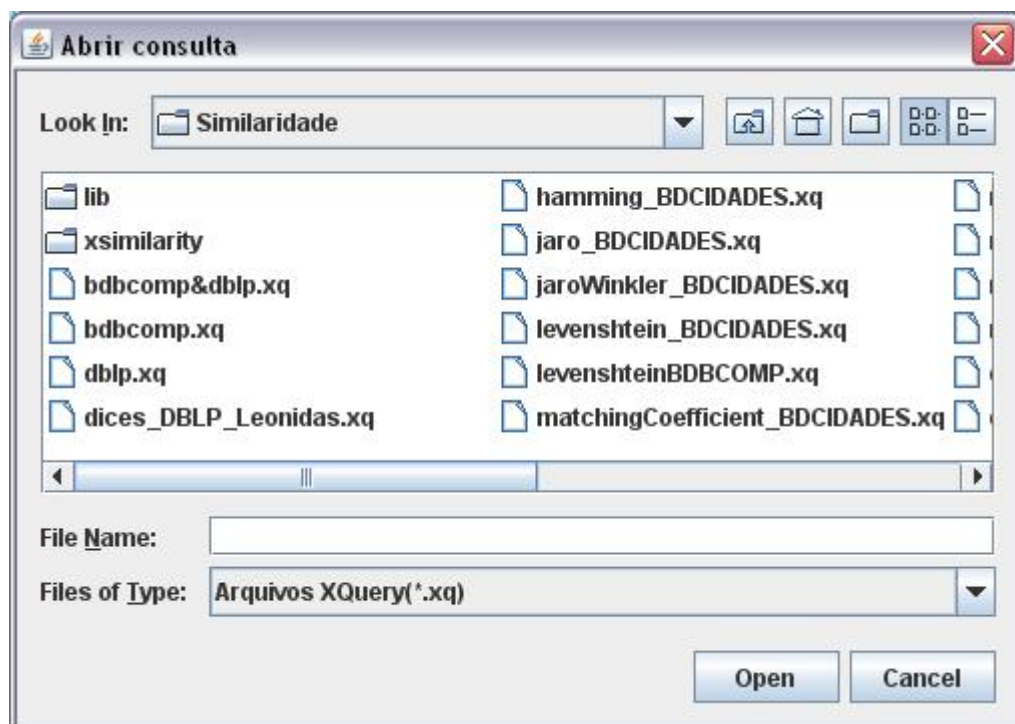 Abrir consulta
Look In: Similaridade
lib
xsimilarity
bdbcomp&dblp.xq
bdbcomp.xq
dblp.xq
dices_DBLP_Leonidas.xq
hamming_BDCIDADES.xq
jaro_BDCIDADES.xq
jaroWinkler_BDCIDADES.xq
levenshtein_BDCIDADES.xq
levenshteinBDBCOMP.xq
matchingCoefficient_BDCIDADES.xq
File Name:
Files of Type: Arquivos XQuery(*.xq)
Open Cancel